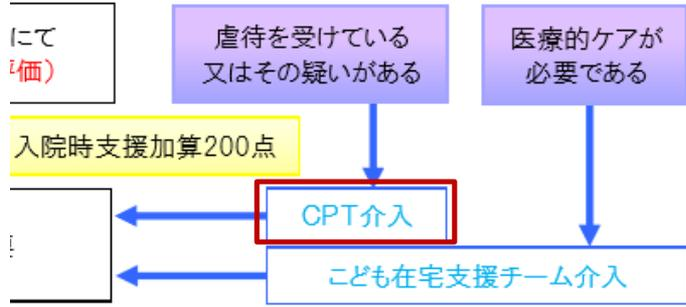 にて
価）
虐待を受けている
又はその疑いがある
医療的ケアが
必要である
入院時支援加算200点
CPT介入
こども在宅支援チーム介入